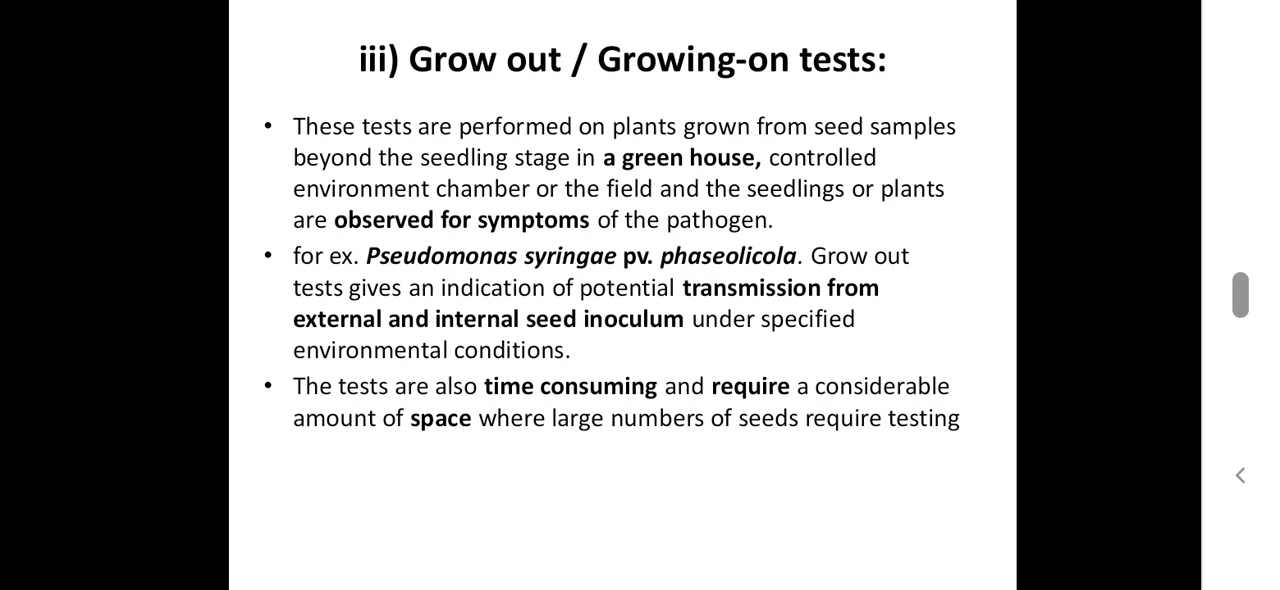 iii) Grow out / Growing-on tests:
• These tests are performed on plants grown from seed samples
beyond the seedling stage in a green house, controlled
environment chamber or the field and the seedlings or plants
are observed for symptoms of the pathogen.
• for ex. Pseudomonas syringae pv. phaseolicola. Grow out
tests gives an indication of potential transmission from
external and internal seed inoculum under specified
environmental conditions.
• The tests are also time consuming and require a considerable
amount of space where large numbers of seeds require testing